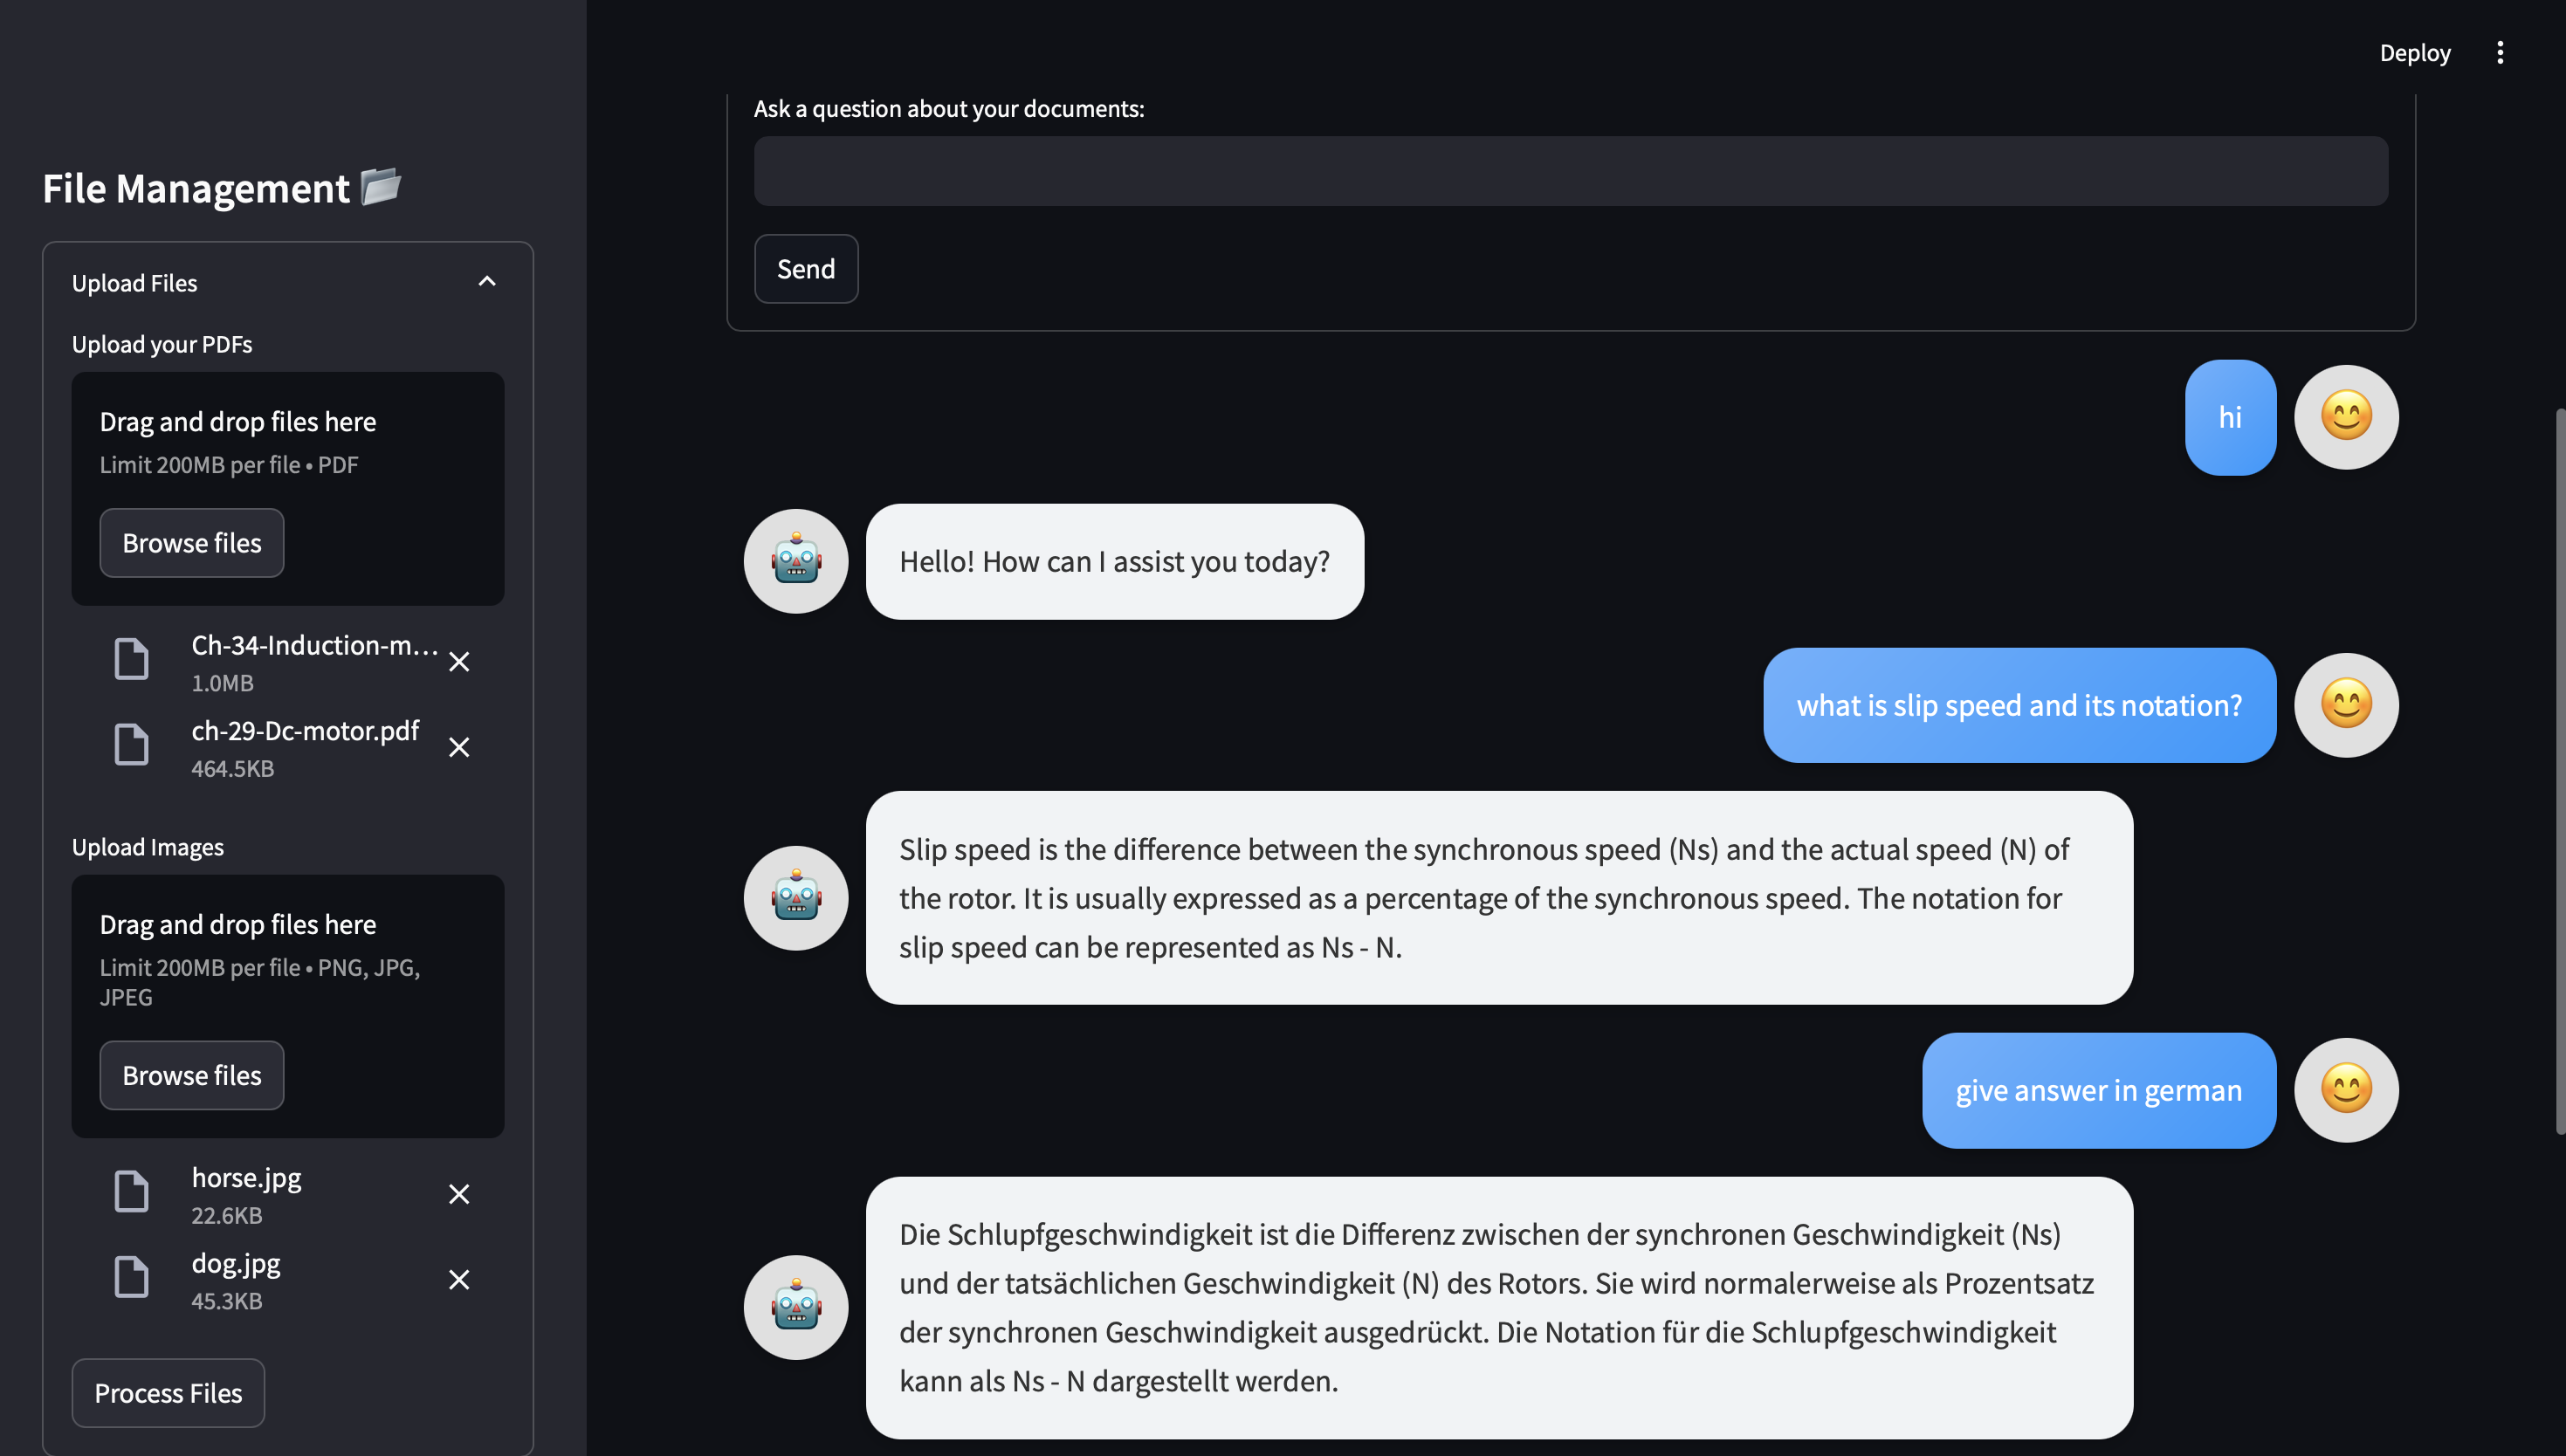 File Management
Upload Files
Upload your PDFs
Drag and drop files here
Limit 200MB per file • PDF
Browse files
Ch-34-Induction-m...
1.0MB
ch-29-Dc-motor.pdf
464.5KB
Upload Images
Drag and drop files here
Limit 200MB per file • PNG, JPG,
JPEG
Browse files
horse.jpg
22.6KB
dog.jpg
45.3KB
Process Files
Deploy
Ask a question about your documents:
Send
hi
Hello! How can I assist you today?
what is slip speed and its notation?
Slip speed is the difference between the synchronous speed (Ns) and the actual speed (N) of
the rotor. It is usually expressed as a percentage of the synchronous speed. The notation for
slip speed can be represented as Ns - N.
give answer in german
Die Schlupfgeschwindigkeit ist die Differenz zwischen der synchronen Geschwindigkeit (Ns)
und der tatsächlichen Geschwindigkeit (N) des Rotors. Sie wird normalerweise als Prozentsatz
der synchronen Geschwindigkeit ausgedrückt. Die Notation für die Schlupfgeschwindigkeit
kann als Ns - N dargestellt werden.